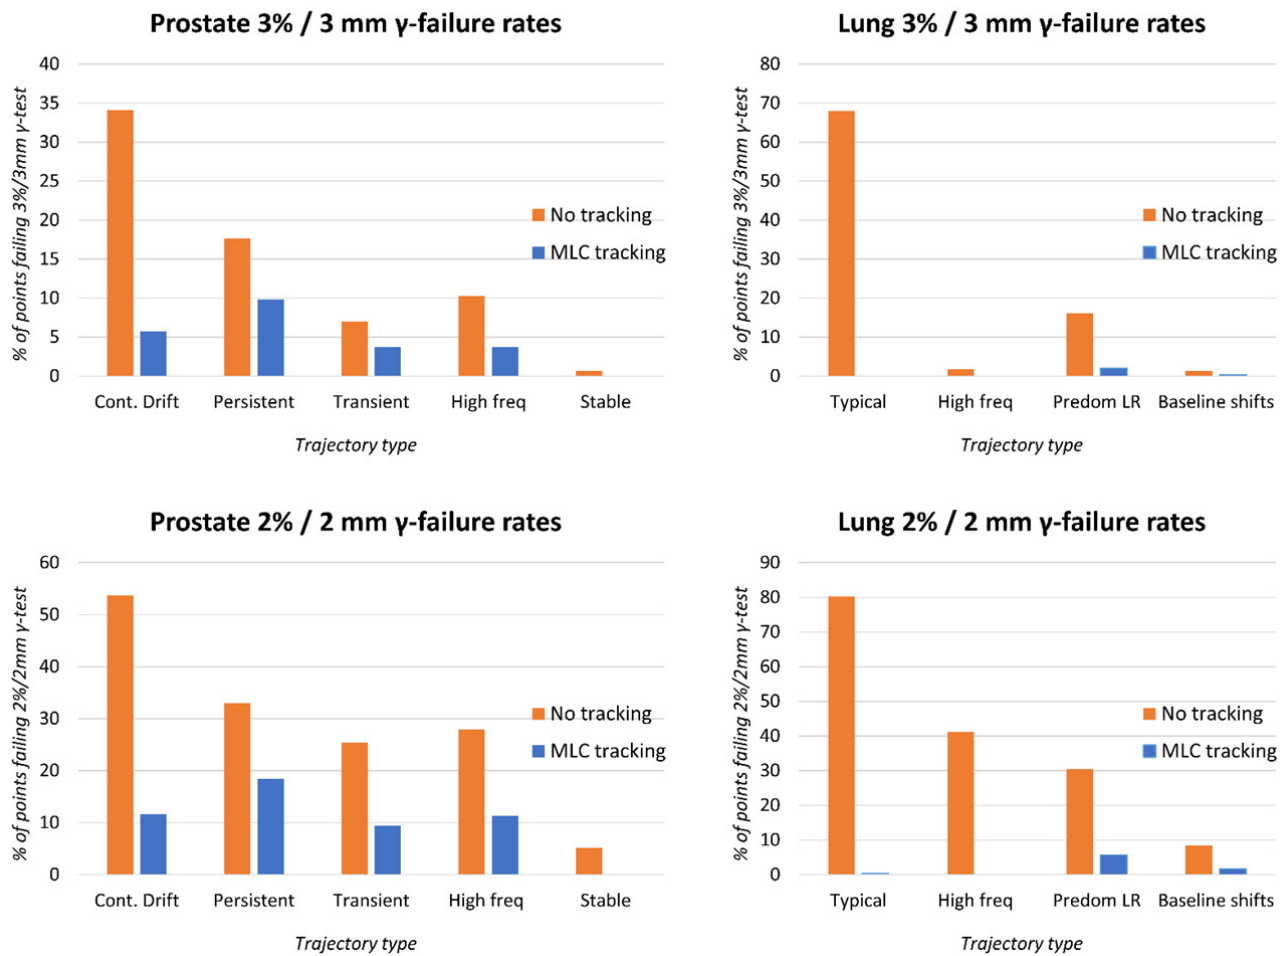 Prostate 3% / 3 mm γ-failure rates
% of points failing 3%/3mm γ-test
40
35
30
25
20
15
10
5
0
No tracking
MLC tracking
Cont. Drift Persistent Transient High freq Stable
Trajectory type
Lung 3% / 3 mm γ-failure rates
% of points failing 3%/3mm γ-test
80
70
60
50
40
30
20
10
0
No tracking
MLC tracking
Typical High freq Predom LR Baseline shifts
Trajectory type
Prostate 2% / 2 mm γ-failure rates
% of points failing 2%/2mm γ-test
60
50
40
30
20
10
0
No tracking
MLC tracking
Cont. Drift Persistent Transient High freq Stable
Trajectory type
Lung 2% / 2 mm γ-failure rates
% of points failing 2%/2mm γ-test
90
80
70
60
50
40
30
20
10
0
No tracking
MLC tracking
Typical High freq Predom LR Baseline shifts
Trajectory type